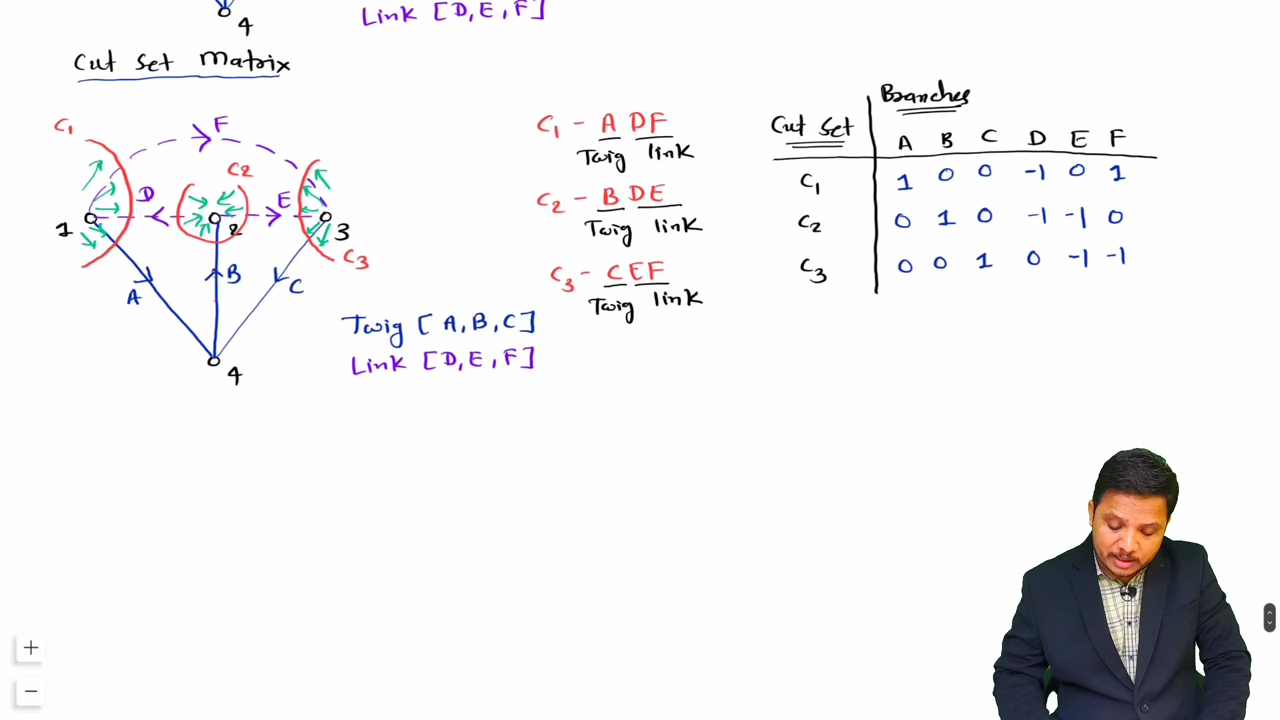 4
Link [D,E,F]
Cut Set Matrix
C1
F
D
C2
E
1
2
3
C3
A
B
C
4
Twig [A,B,C]
Link [D,E,F]
C1 - A DF
Twig link
C2 - B DE
Twig link
C3 - C EF
Twig link
Branches
Cut Set A B C D E F
C1 1 0 0 -1 0 1
C2 0 1 0 -1 -1 0
C3 0 0 1 0 -1 -1
+
−